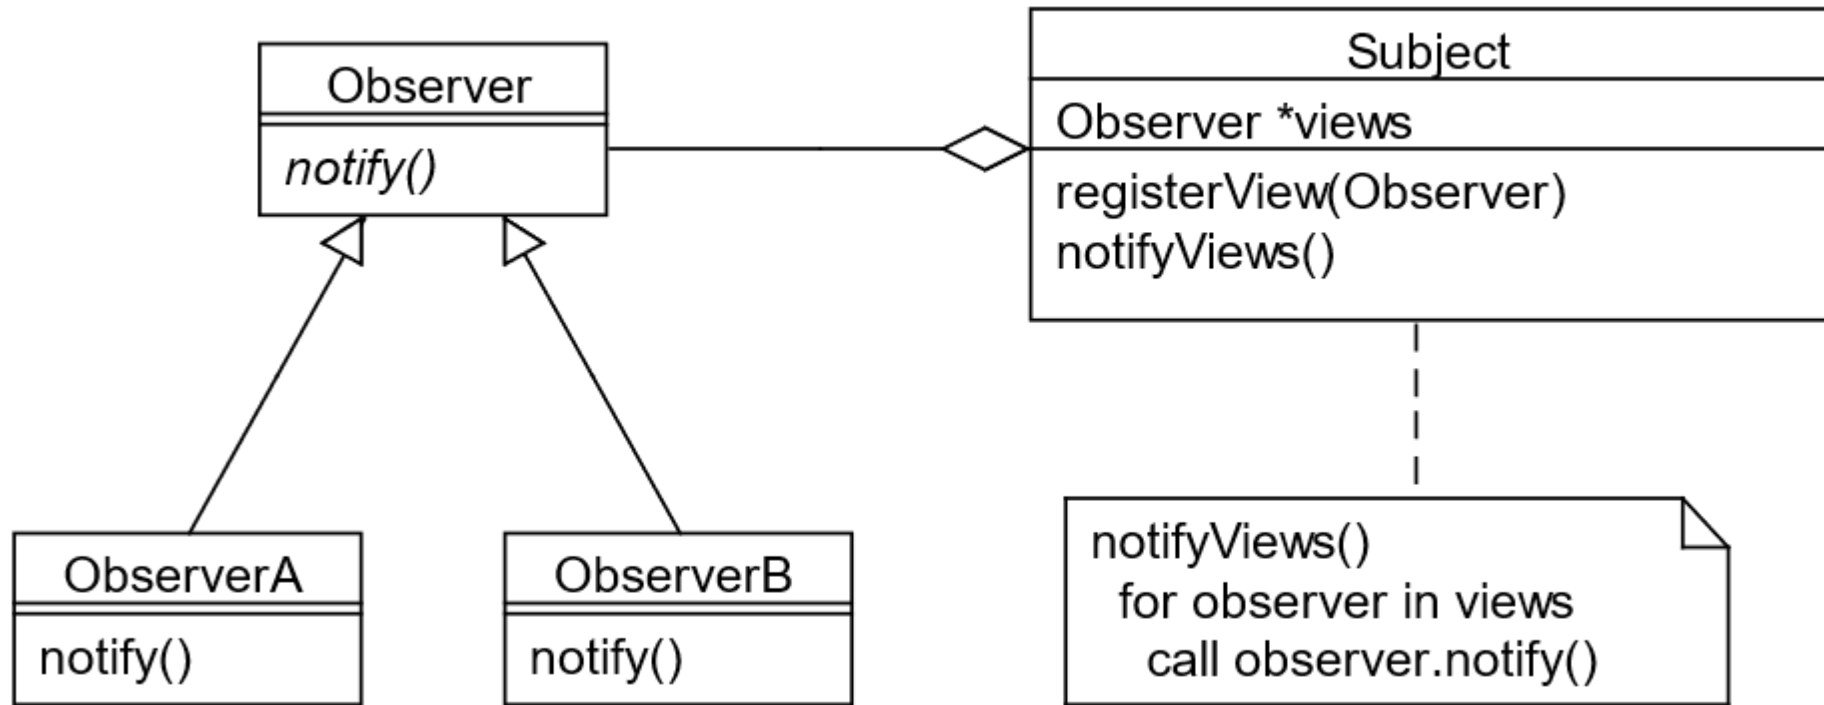 Observer
notify()
Subject
Observer *views
registerView(Observer)
notifyViews()
ObserverA
notify()
ObserverB
notify()
notifyViews()
for observer in views
call observer.notify()